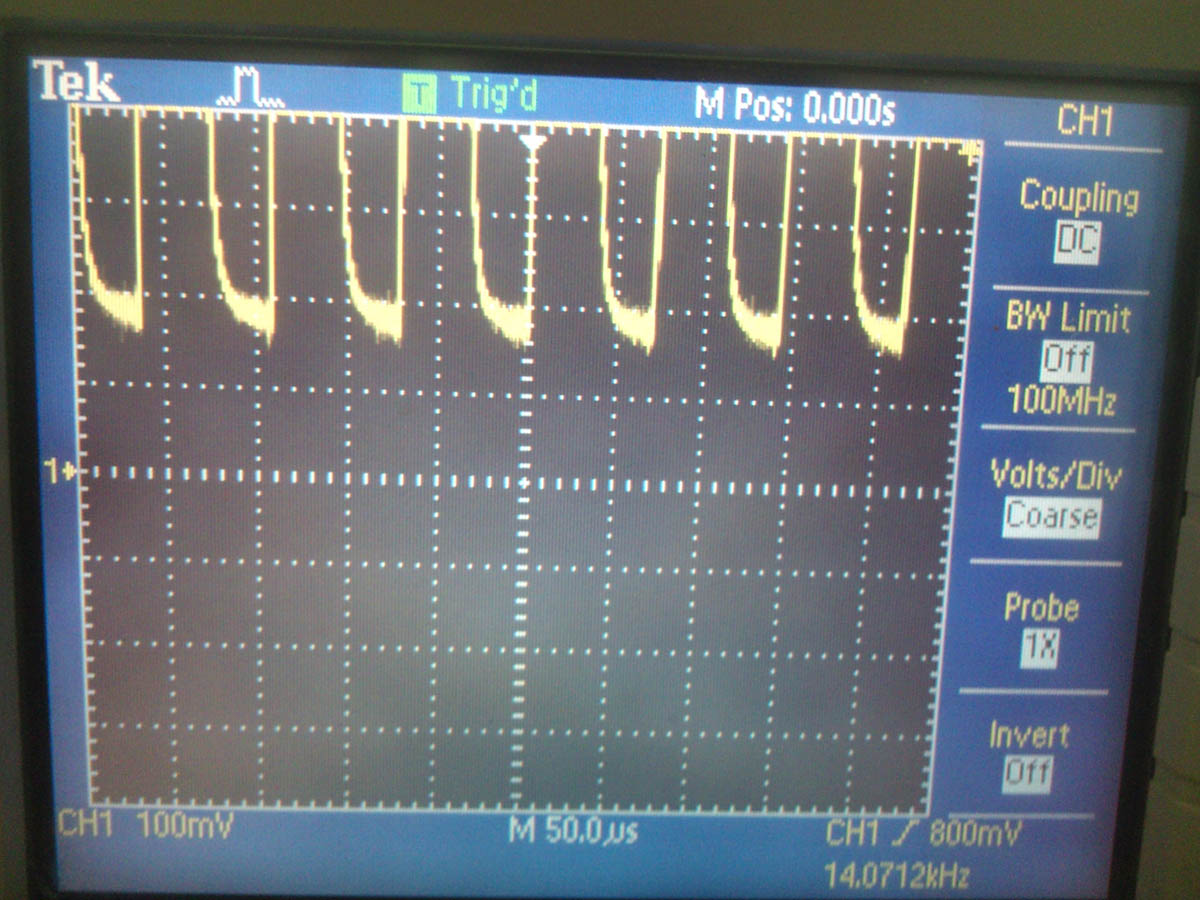 Tek T Trig'd M Pos: 0.000s CH1
Coupling
DC
BW Limit
Off
100MHz
1
Volts/Div
Coarse
Probe
1X
Invert
Off
CH1 100mV M 50.0µs CH1 800mV
14.0712kHz